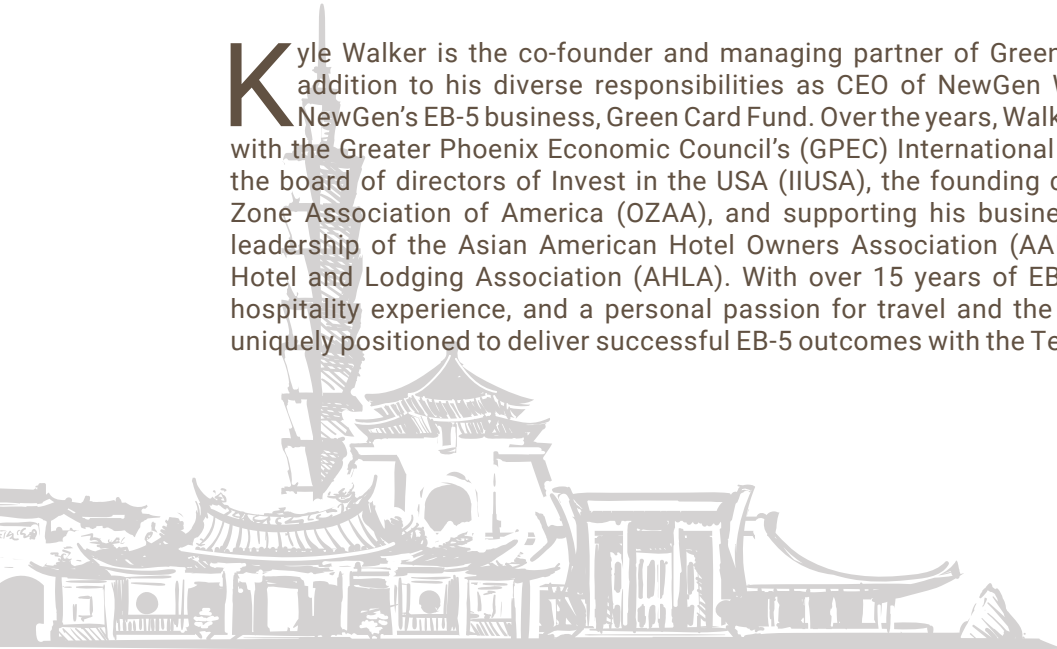 Kyle Walker is the co-founder and managing partner of Green
addition to his diverse responsibilities as CEO of NewGen
NewGen's EB-5 business, Green Card Fund. Over the years, Walk
with the Greater Phoenix Economic Council's (GPEC) International
the board of directors of Invest in the USA (IIUSA), the founding
Zone Association of America (OZAA), and supporting his busine
leadership of the Asian American Hotel Owners Association (AA
Hotel and Lodging Association (AHLA). With over 15 years of EB
hospitality experience, and a personal passion for travel and the
uniquely positioned to deliver successful EB-5 outcomes with the Te